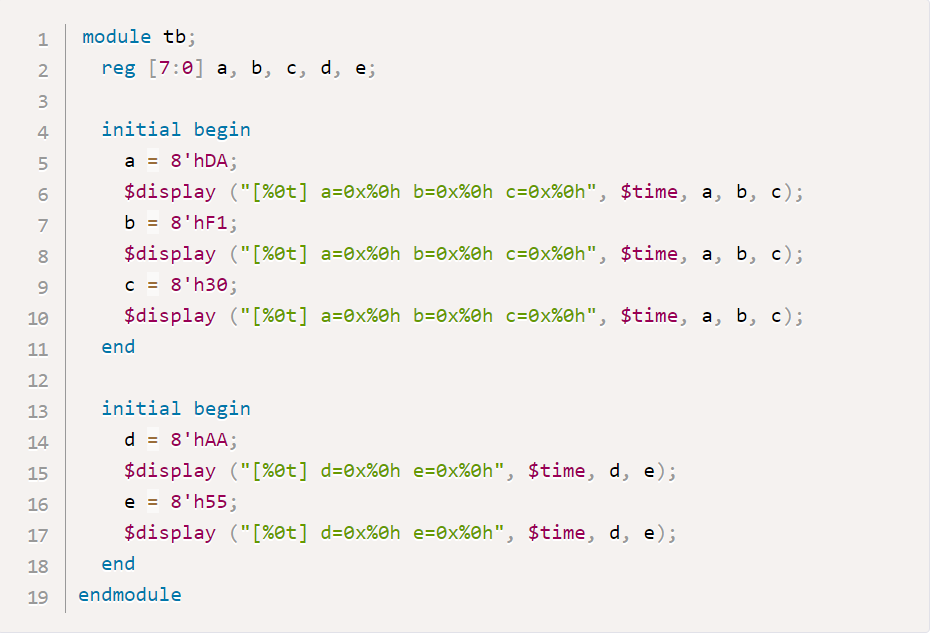 1 module tb;
2 reg [7:0] a, b, c, d, e;
3
4 initial begin
5 a = 8'hDA;
6 $display ("[%0t] a=0x%0h b=0x%0h c=0x%0h", $time, a, b, c);
7 b = 8'hF1;
8 $display ("[%0t] a=0x%0h b=0x%0h c=0x%0h", $time, a, b, c);
9 c = 8'h30;
10 $display ("[%0t] a=0x%0h b=0x%0h c=0x%0h", $time, a, b, c);
11 end
12
13 initial begin
14 d = 8'hAA;
15 $display ("[%0t] d=0x%0h e=0x%0h", $time, d, e);
16 e = 8'h55;
17 $display ("[%0t] d=0x%0h e=0x%0h", $time, d, e);
18 end
19 endmodule